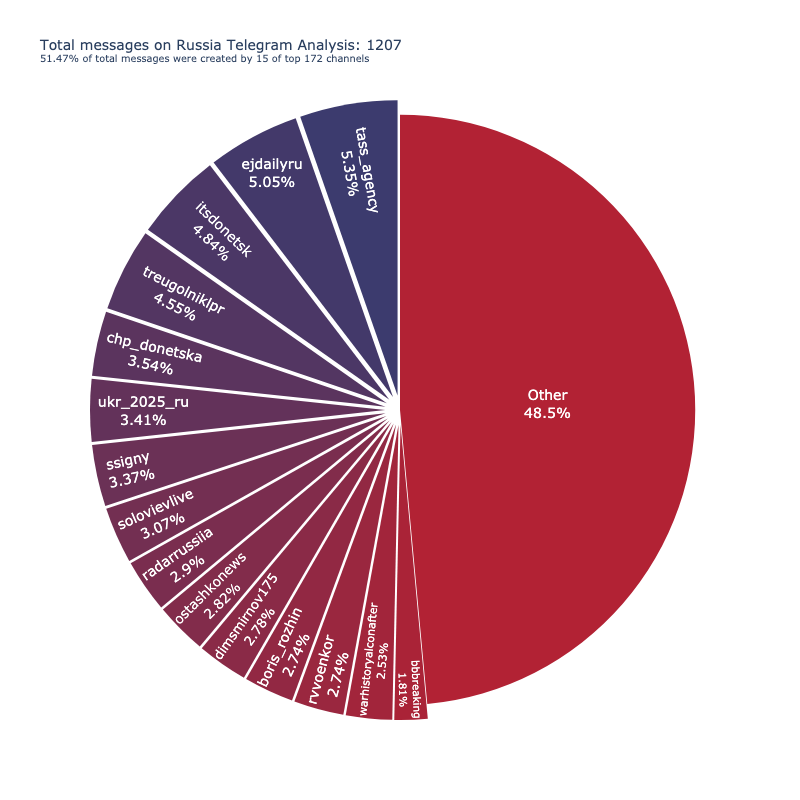 Total messages on Russia Telegram Analysis: 1207
51.47% of total messages were created by 15 of top 172 channels
tass_agency
5.35%
ejdailyru
5.05%
itsdonetsk
4.84%
treugolniklpr
4.55%
chp_donetska
3.54%
ukr_2025_ru
3.41%
ssigny
3.37%
solovievlive
3.07%
radarrussiia
2.9%
ostashkonews
2.82%
dimsmirnov175
2.78%
boris_rozhin
2.74%
rvvoenkor
2.74%
warhistoryalconafter
2.53%
bbbreaking
1.81%
Other
48.5%